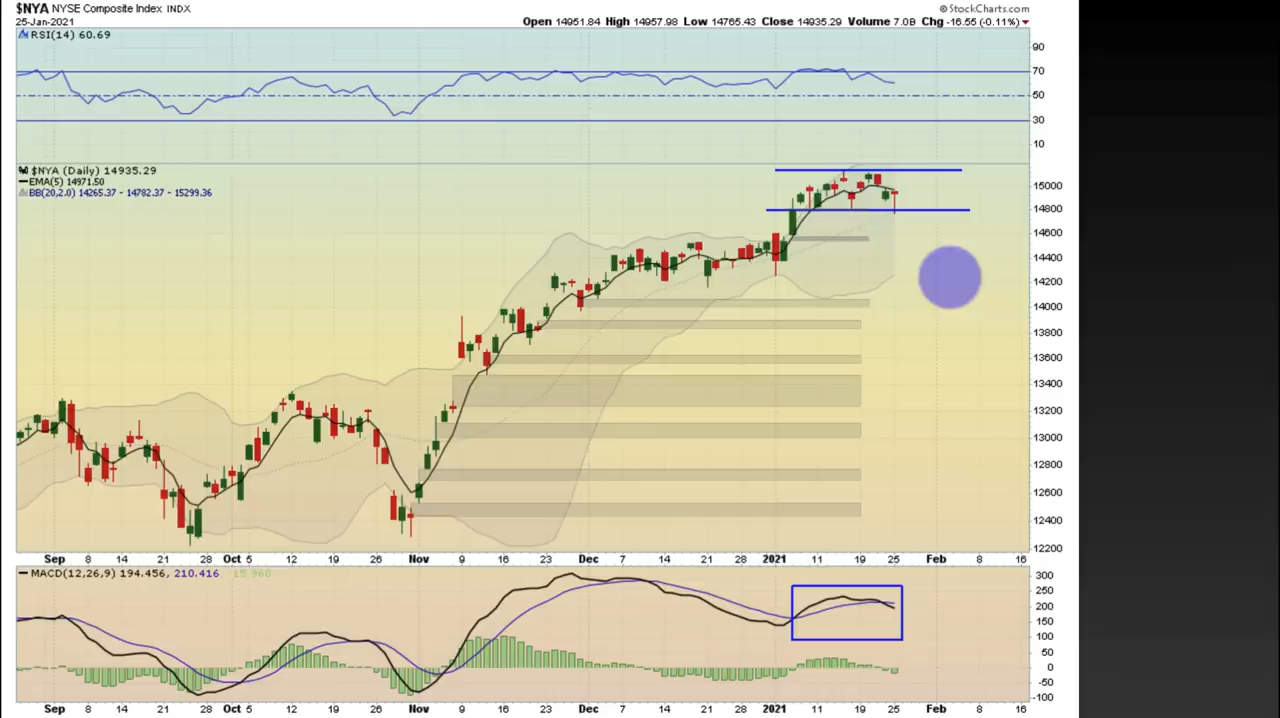 $NYA NYSE Composite Index INDX
© StockCharts.com
25-Jan-2021
Open 14951.84 High 14957.98 Low 14765.43 Close 14935.29 Volume 7.0B Chg -16.55 (-0.11%)
RSI(14) 60.69
90
70
50
30
10
$NYA (Daily) 14935.29
EMA(5) 14971.50
BB(20,2.0) 14265.37 - 14782.37 - 15299.36
15000
14800
14600
14400
14200
14000
13800
13600
13400
13200
13000
12800
12600
12400
12200
Sep 8 14 21 28 Oct 5 12 19 26 Nov 9 16 23 Dec 7 14 21 28 2021 11 19 25 Feb 8 16
MACD(12,26,9) 194.456, 210.416 15.960
300
250
200
150
100
50
0
-50
-100
Sep 8 14 21 28 Oct 5 12 19 26 Nov 9 16 23 Dec 7 14 21 28 2021 11 19 25 Feb 8 16